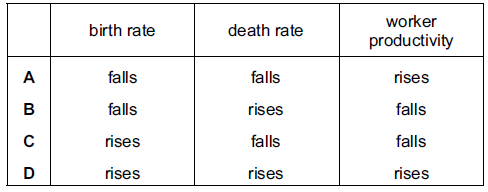 birth rate death rate worker productivity
A falls falls rises
B falls rises falls
C rises falls falls
D rises rises rises